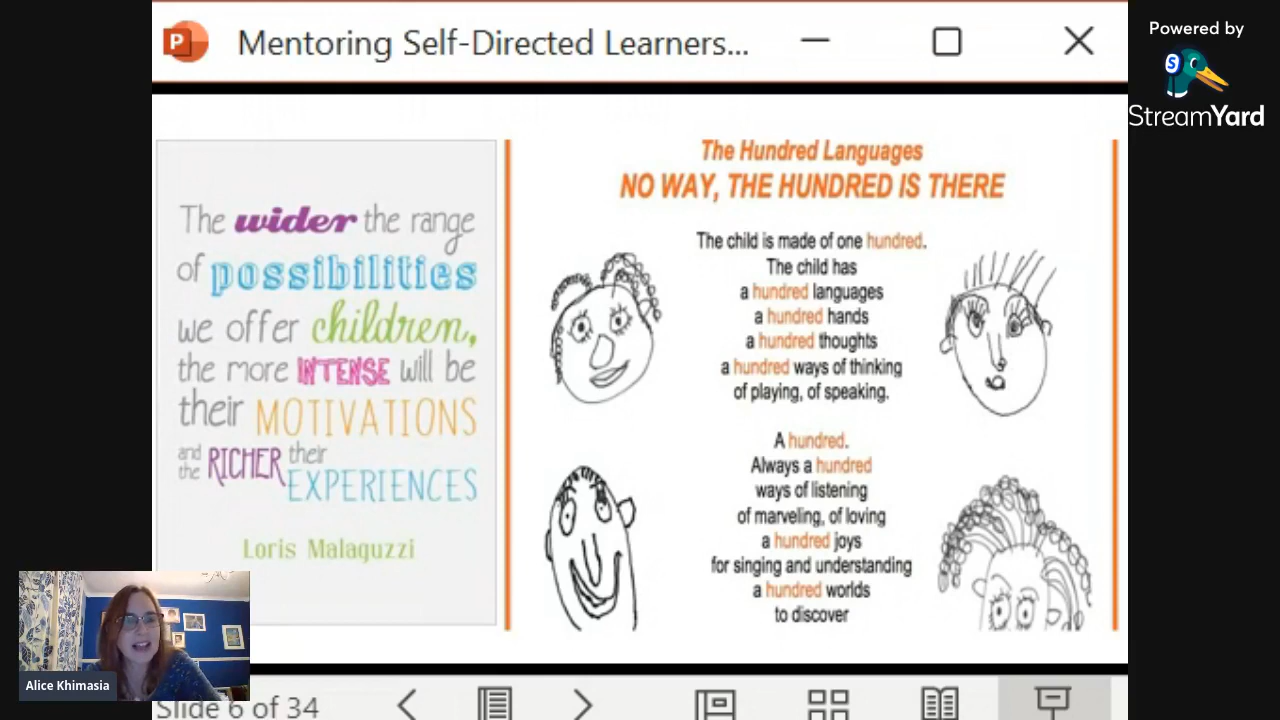 Mentoring Self-Directed Learners...
Powered by
StreamYard
The wider the range
of possibilities
we offer children,
the more INTENSE will be
their MOTIVATIONS
and the RICHER their
EXPERIENCES
Loris Malaguzzi
The Hundred Languages
NO WAY, THE HUNDRED IS THERE
The child is made of one hundred.
The child has
a hundred languages
a hundred hands
a hundred thoughts
a hundred ways of thinking
of playing, of speaking.
A hundred.
Always a hundred
ways of listening
of marveling, of loving
a hundred joys
for singing and understanding
a hundred worlds
to discover
Alice Khimasia
Slide 6 of 34